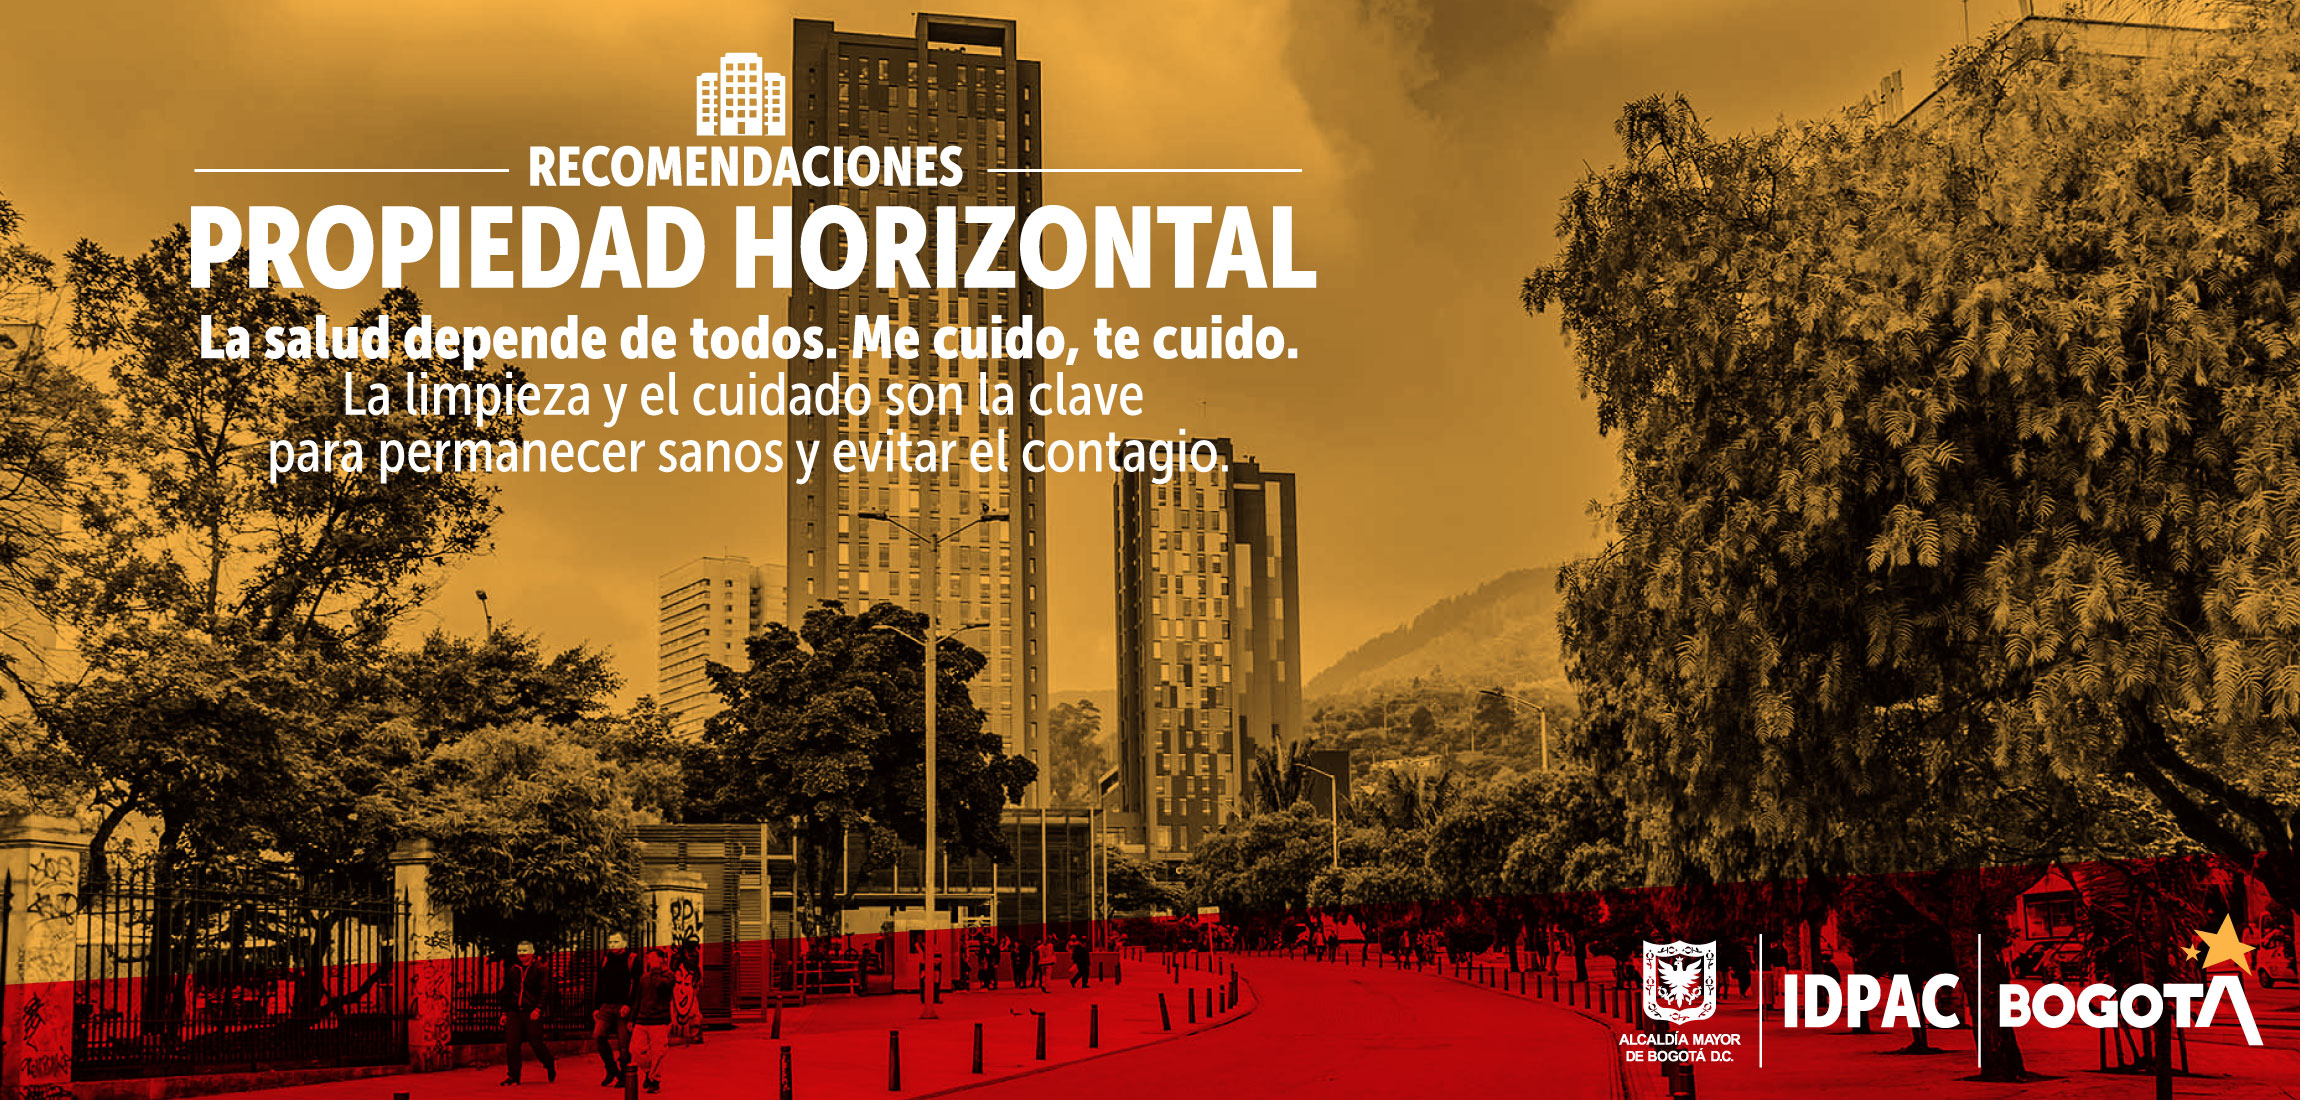 RECOMENDACIONES
PROPIEDAD HORIZONTAL
La salud depende de todos. Me cuido, te cuido.
La limpieza y el cuidado son la clave
para permanecer sanos y evitar el contagio.
ALCALDÍA MAYOR
DE BOGOTÁ D.C.
IDPAC
BOGOTÁ